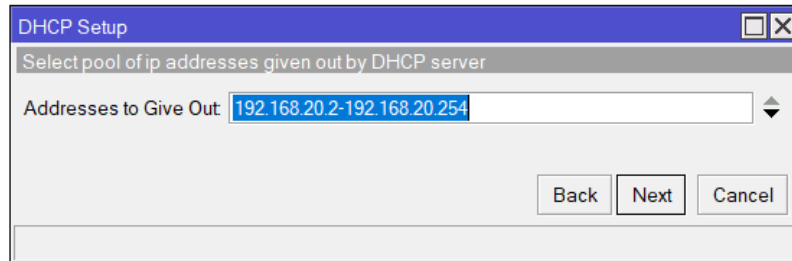 DHCP Setup
Select pool of ip addresses given out by DHCP server
Addresses to Give Out: 192.168.20.2-192.168.20.254
Back Next Cancel